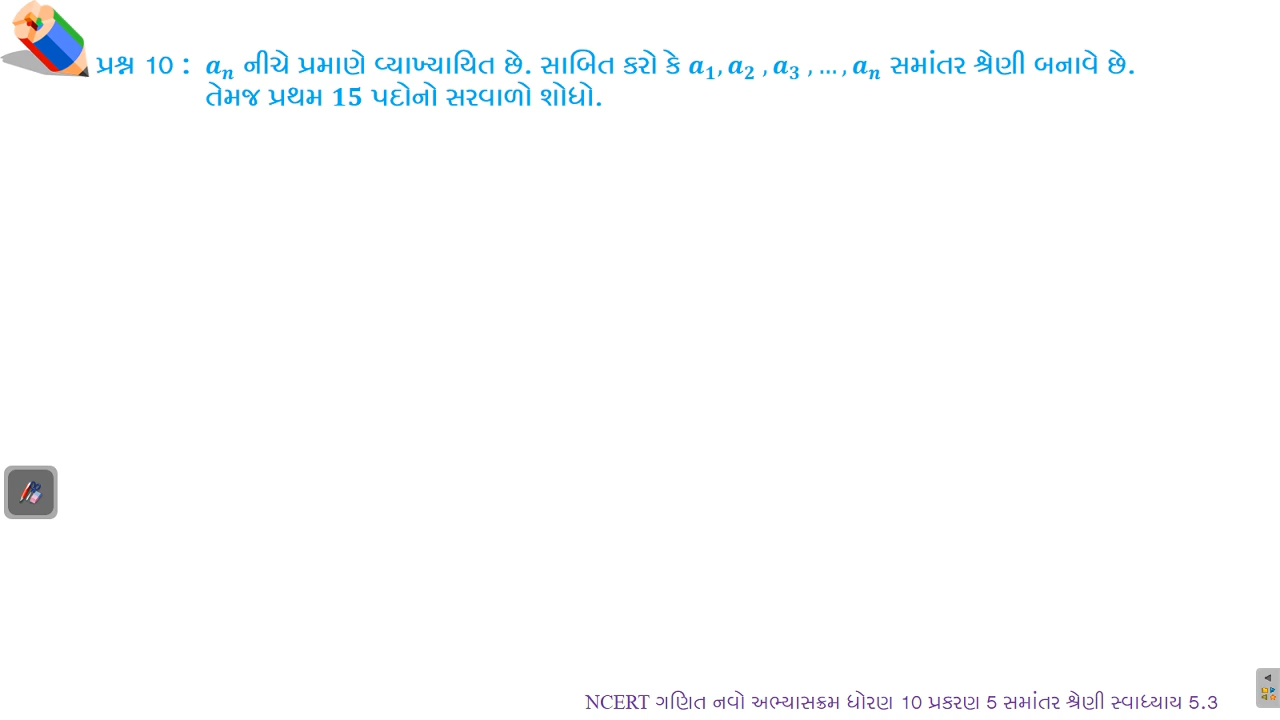 પ્રશ્ન 10 : aₙ નીચે પ્રમાણે વ્યાખ્યાયિત છે. સાબિત કરો કે a₁, a₂ , a₃ , … , aₙ સમાંતર શ્રેણી બનાવે છે.
તેમજ પ્રથમ 15 પદોનો સરવાળો શોધો.
NCERT ગણિત નવો અભ્યાસક્રમ ધોરણ 10 પ્રકરણ 5 સમાંતર શ્રેણી સ્વાધ્યાય 5.3